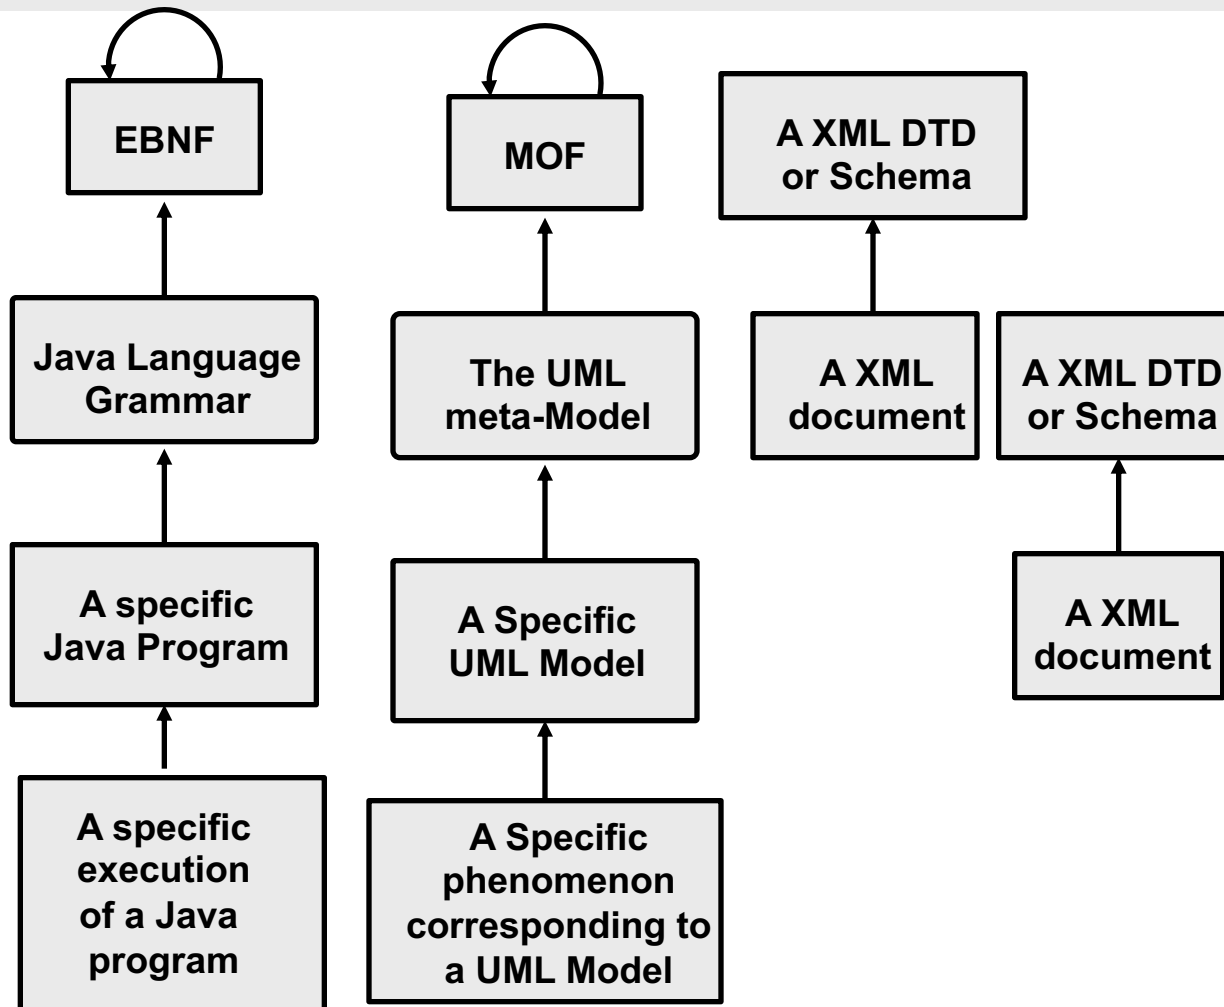 EBNF
MOF
A XML DTD
or Schema
Java Language
Grammar
The UML
meta-Model
A XML
document
A XML DTD
or Schema
A specific
Java Program
A Specific
UML Model
A XML
document
A specific
execution
of a Java
program
A Specific
phenomenon
corresponding to
a UML Model